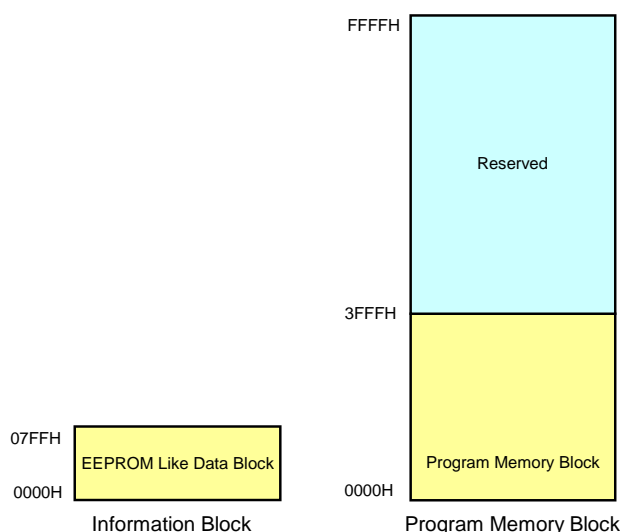 FFFFH
Reserved
3FFFH
07FFH
EEPROM Like Data Block
Program Memory Block
0000H
0000H
Information Block
Program Memory Block